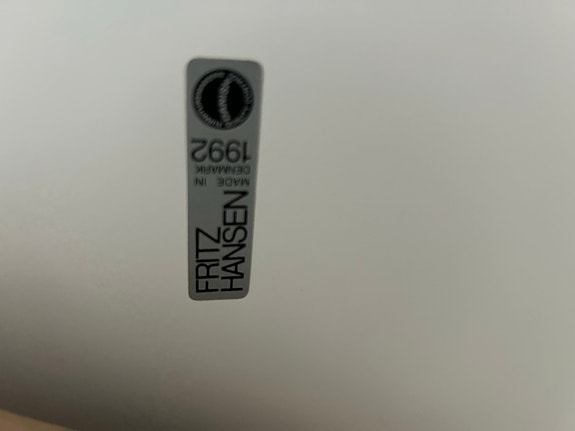 FRITZ
HANSEN
MADE IN
DENMARK
1992